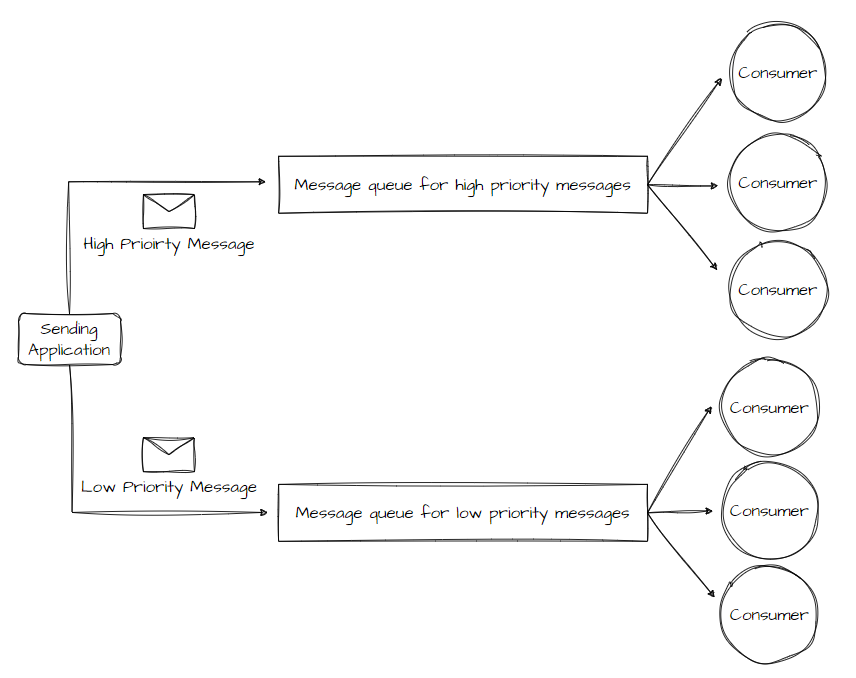 Consumer
Message queue for high priority messages
Consumer
High Prioirty Message
Consumer
Sending
Application
Consumer
Low Priority Message
Message queue for low priority messages
Consumer
Consumer